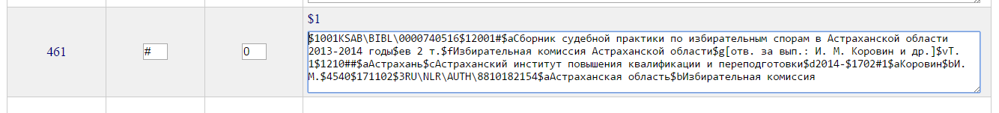 $1
461
#
0
$1001KSAB\BIBL\0000740516$12001#$aСборник судебной практики по избирательным спорам в Астраханской области
2013-2014 годы$eв 2 т.$fИзбирательная комиссия Астраханской области$g[отв. за вып.: И. М. Коровин и др.]$vТ.
1$1210##$aАстрахань$cАстраханский институт повышения квалификации и переподготовки$d2014-$1702#1$aКоровин$bИ.
М.$4540$171102$3RU\NLR\AUTH\8810182154$aАстраханская область$bИзбирательная комиссия